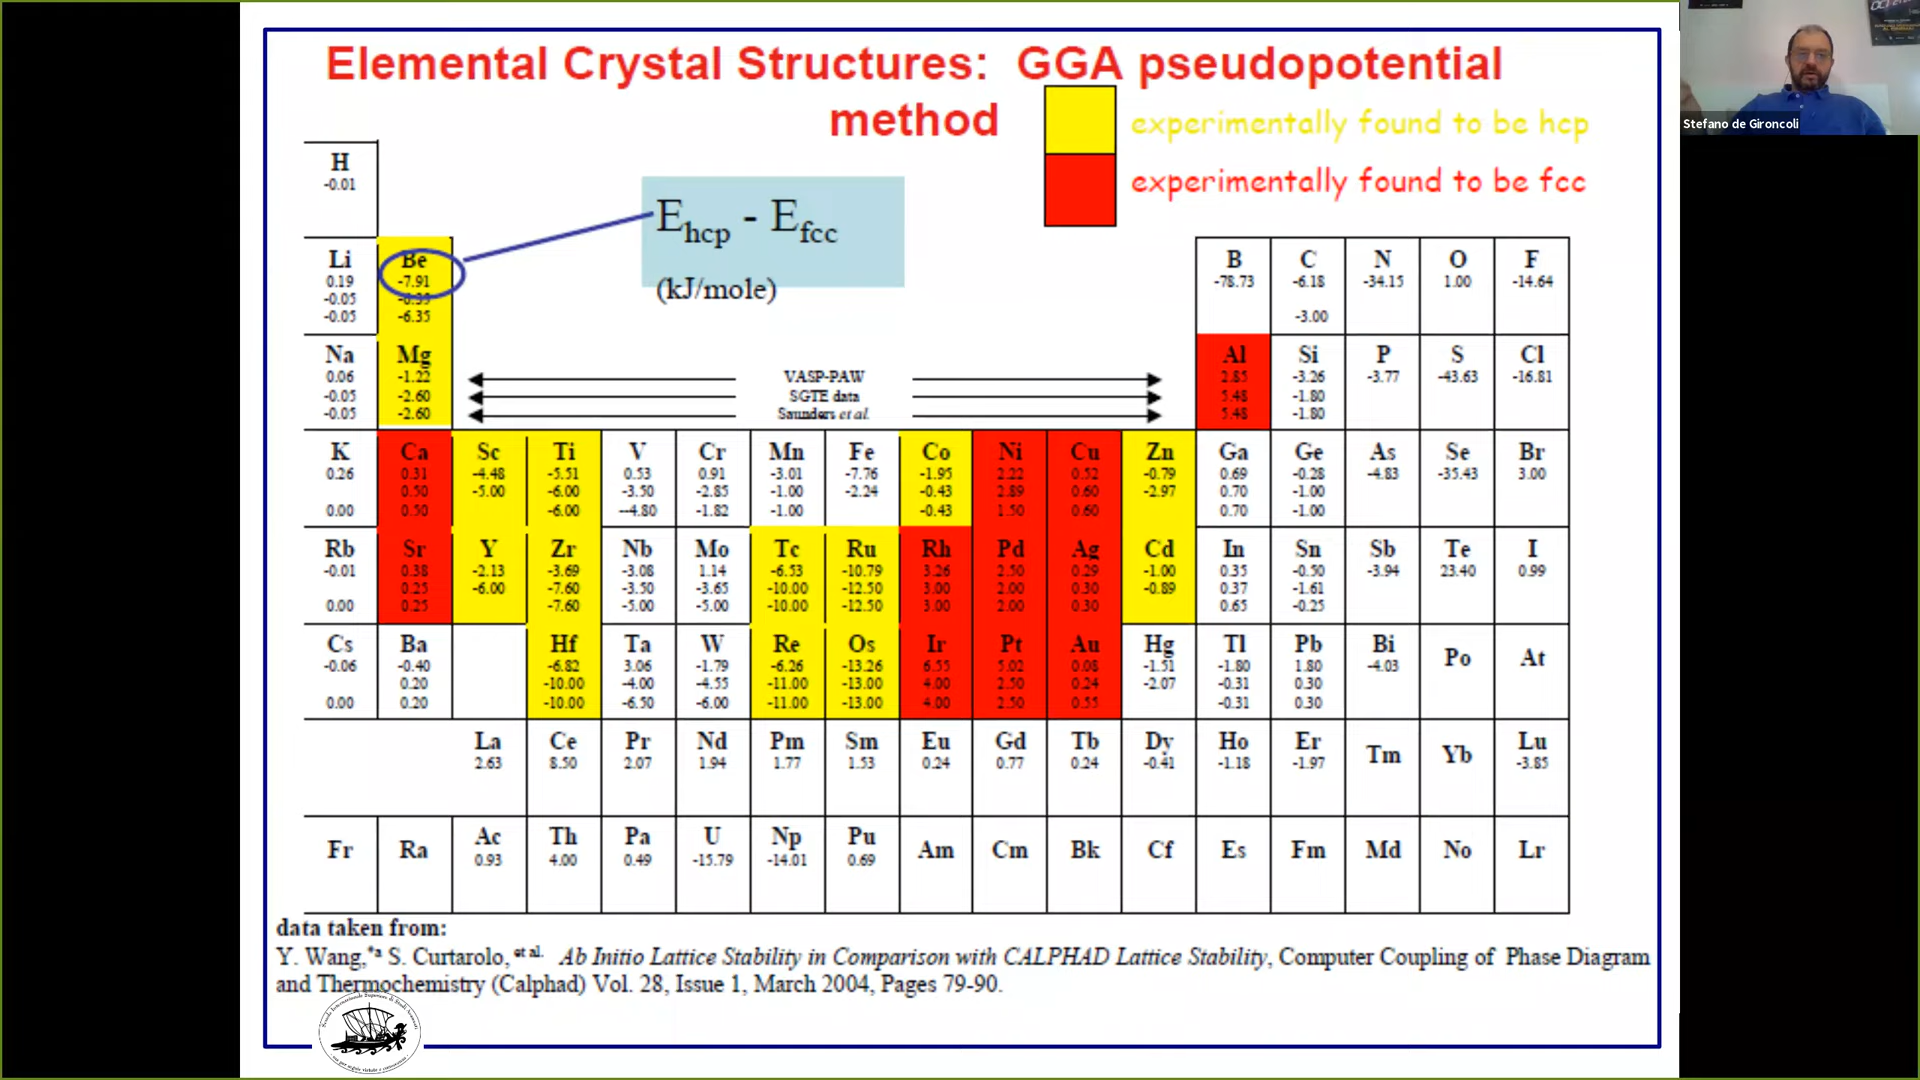 Elemental Crystal Structures: GGA pseudopotential
method
experimentally found to be hcp
experimentally found to be fcc
Stefano de Gironcoli
E_hcp - E_fcc
(kJ/mole)
H
-0.01
Li Be B C N O F
0.19 -7.91 -78.73 -6.18 -34.15 1.00 -14.64
-0.05
-0.05 -6.35 -3.00
Na Mg Al Si P S Cl
0.06 -1.22 VASP-PAW 2.85 -3.26 -3.77 -43.63 -16.81
-0.05 -2.60 SGTE data 5.48 -1.80
-0.05 -2.60 Saunders et al. 5.48 -1.80
K Ca Sc Ti V Cr Mn Fe Co Ni Cu Zn Ga Ge As Se Br
0.26 0.31 -4.48 -5.51 0.53 0.91 -3.01 -7.76 -1.95 2.22 0.52 -0.79 0.69 -0.28 -4.83 -35.43 3.00
0.50 -5.00 -6.00 -3.50 -2.85 -1.00 -2.24 -0.43 2.89 0.60 -2.97 0.70 -1.00
0.00 0.50 -6.00 --4.80 -1.82 -1.00 -0.43 1.50 0.60 0.70 -1.00
Rb Sr Y Zr Nb Mo Tc Ru Rh Pd Ag Cd In Sn Sb Te I
-0.01 0.38 -2.13 -3.69 -3.08 1.14 -6.53 -10.79 3.26 2.50 0.29 -1.00 0.35 -0.50 -3.94 23.40 0.99
0.25 -6.00 -7.60 -3.50 -3.65 -10.00 -12.50 3.00 2.00 0.30 -0.89 0.37 -1.61
0.00 0.25 -7.60 -5.00 -5.00 -10.00 -12.50 3.00 2.00 0.30 0.65 -0.25
Cs Ba Hf Ta W Re Os Ir Pt Au Hg Tl Pb Bi Po At
-0.06 -0.40 -6.82 3.06 -1.79 -6.26 -13.26 6.55 5.02 0.08 -1.51 -1.80 1.80 -4.03
0.20 -10.00 -4.00 -4.55 -11.00 -13.00 4.00 2.50 0.24 -2.07 -0.31 0.30
0.00 0.20 -10.00 -6.50 -6.00 -11.00 -13.00 4.00 2.50 0.55 -0.31 0.30
La Ce Pr Nd Pm Sm Eu Gd Tb Dy Ho Er Tm Yb Lu
2.63 8.50 2.07 1.94 1.77 1.53 0.24 0.77 0.24 -0.41 -1.18 -1.97 -3.85
Fr Ra Ac Th Pa U Np Pu Am Cm Bk Cf Es Fm Md No Lr
0.93 4.00 0.49 -15.79 -14.01 0.69
data taken from:
Y. Wang,*a S. Curtarolo, et al. Ab Initio Lattice Stability in Comparison with CALPHAD Lattice Stability, Computer Coupling of Phase Diagram
and Thermochemistry (Calphad) Vol. 28, Issue 1, March 2004, Pages 79-90.